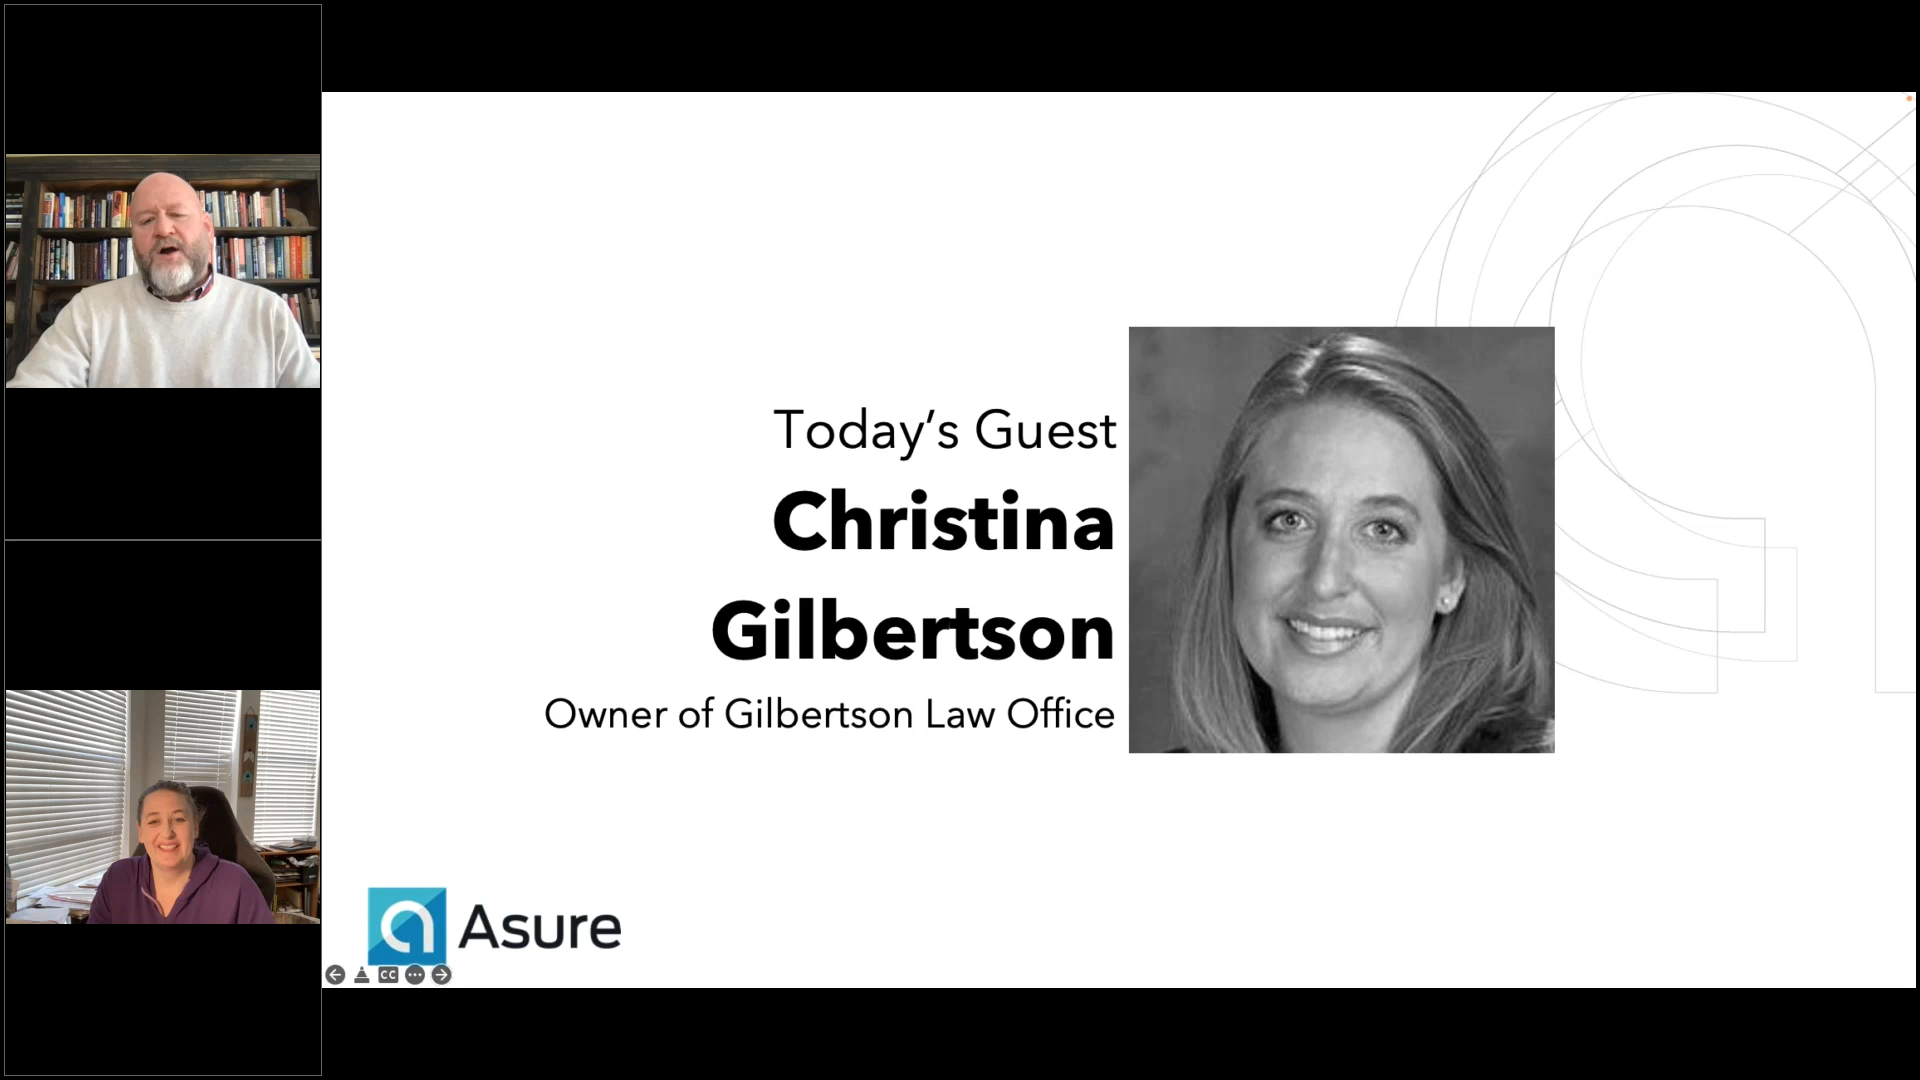 Today’s Guest
Christina
Gilbertson
Owner of Gilbertson Law Office
Asure
CC